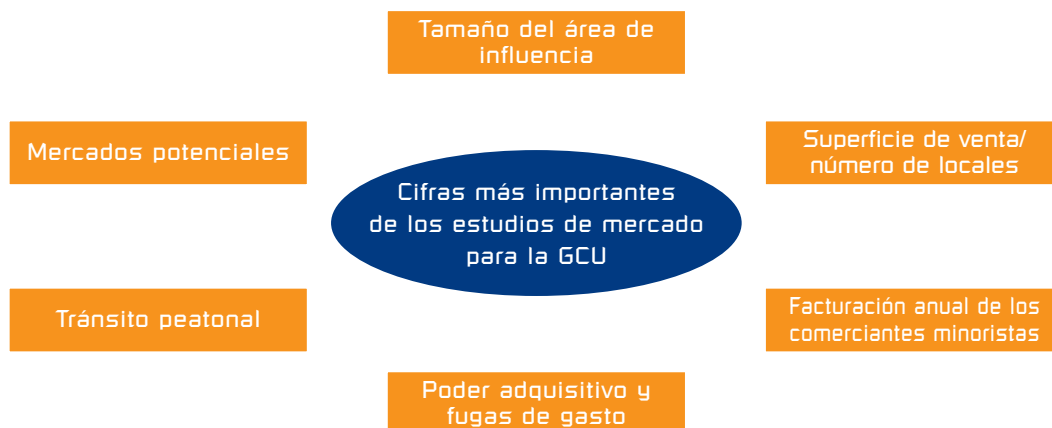 Tamaño del área de
influencia
Mercados potenciales
Superficie de venta/
número de locales
Cifras más importantes
de los estudios de mercado
para la GCU
Tránsito peatonal
Facturación anual de los
comerciantes minoristas
Poder adquisitivo y
fugas de gasto